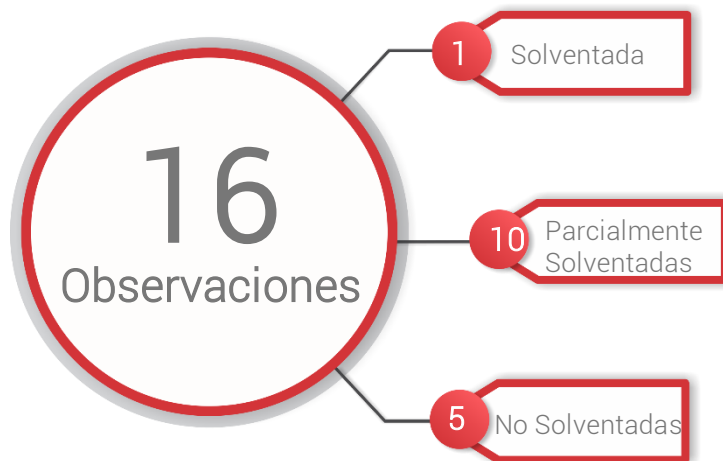 16
Observaciones
1
Solventada
10
Parcialmente
Solventadas
5
No Solventadas